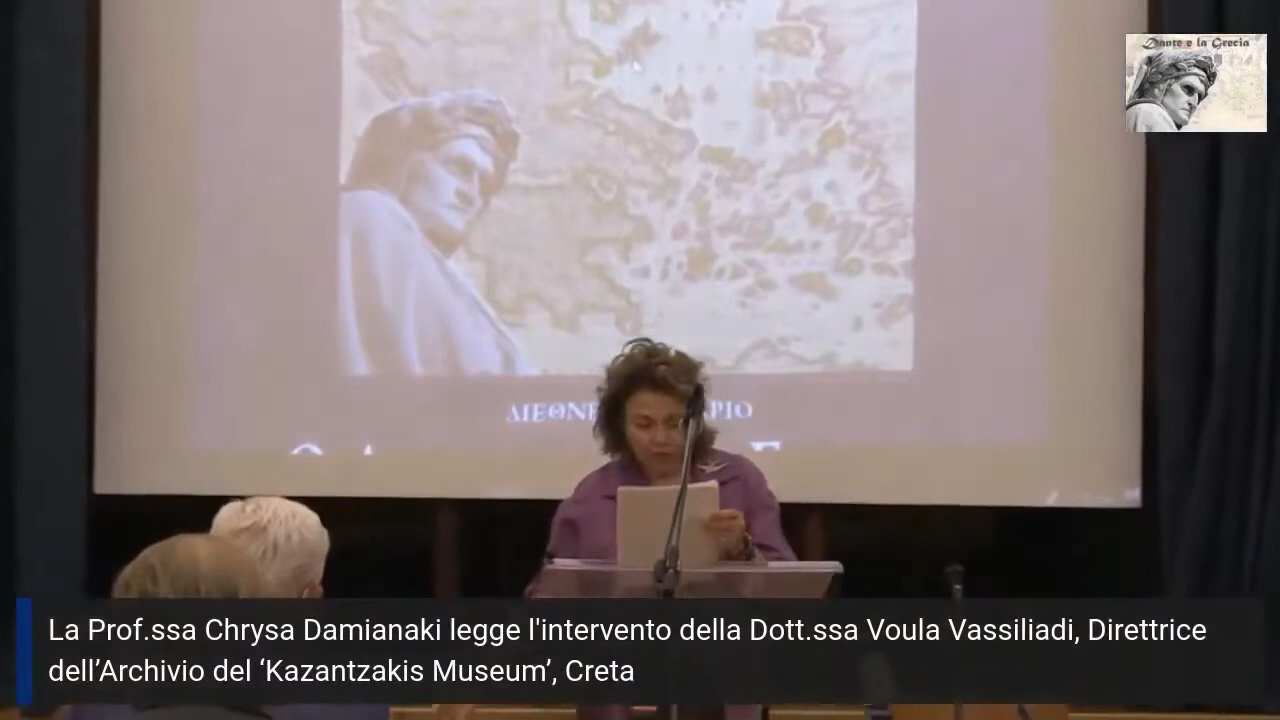 Dante e la Grecia
La Prof.ssa Chrysa Damianaki legge l'intervento della Dott.ssa Voula Vassiliadi, Direttrice
dell’Archivio del ‘Kazantzakis Museum’, Creta